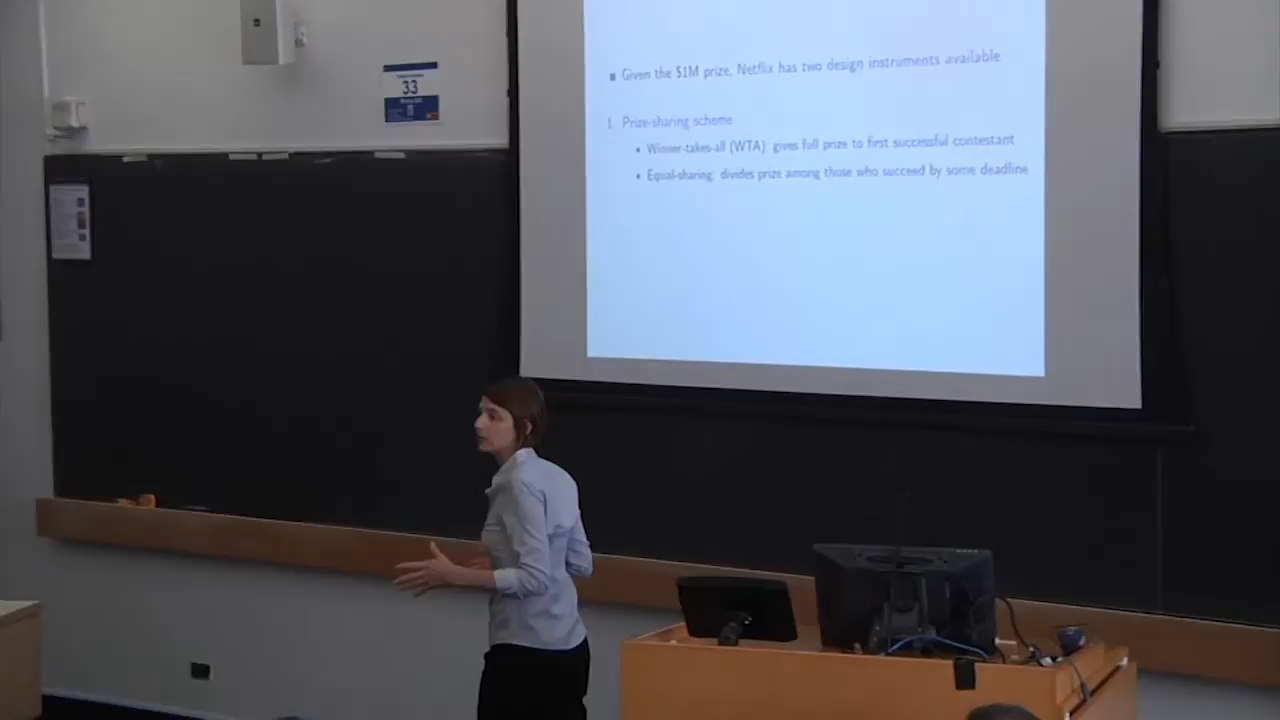 Given the $1M prize, Netflix has two design instruments available.
1. Prize-sharing scheme
Winner-takes-all (WTA): gives full prize to first successful contestant
Equal-sharing: divides prize among those who succeed by some deadline
33